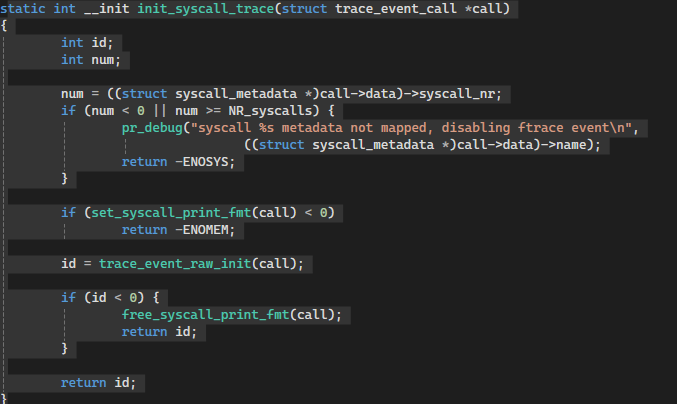 static int __init init_syscall_trace(struct trace_event_call *call)
{
        int id;
        int num;

        num = ((struct syscall_metadata *)call->data)->syscall_nr;
        if (num < 0 || num >= NR_syscalls) {
                pr_debug("syscall %s metadata not mapped, disabling ftrace event\n",
                                ((struct syscall_metadata *)call->data)->name);
                return -ENOSYS;
        }

        if (set_syscall_print_fmt(call) < 0)
                return -ENOMEM;

        id = trace_event_raw_init(call);

        if (id < 0) {
                free_syscall_print_fmt(call);
                return id;
        }

        return id;
}